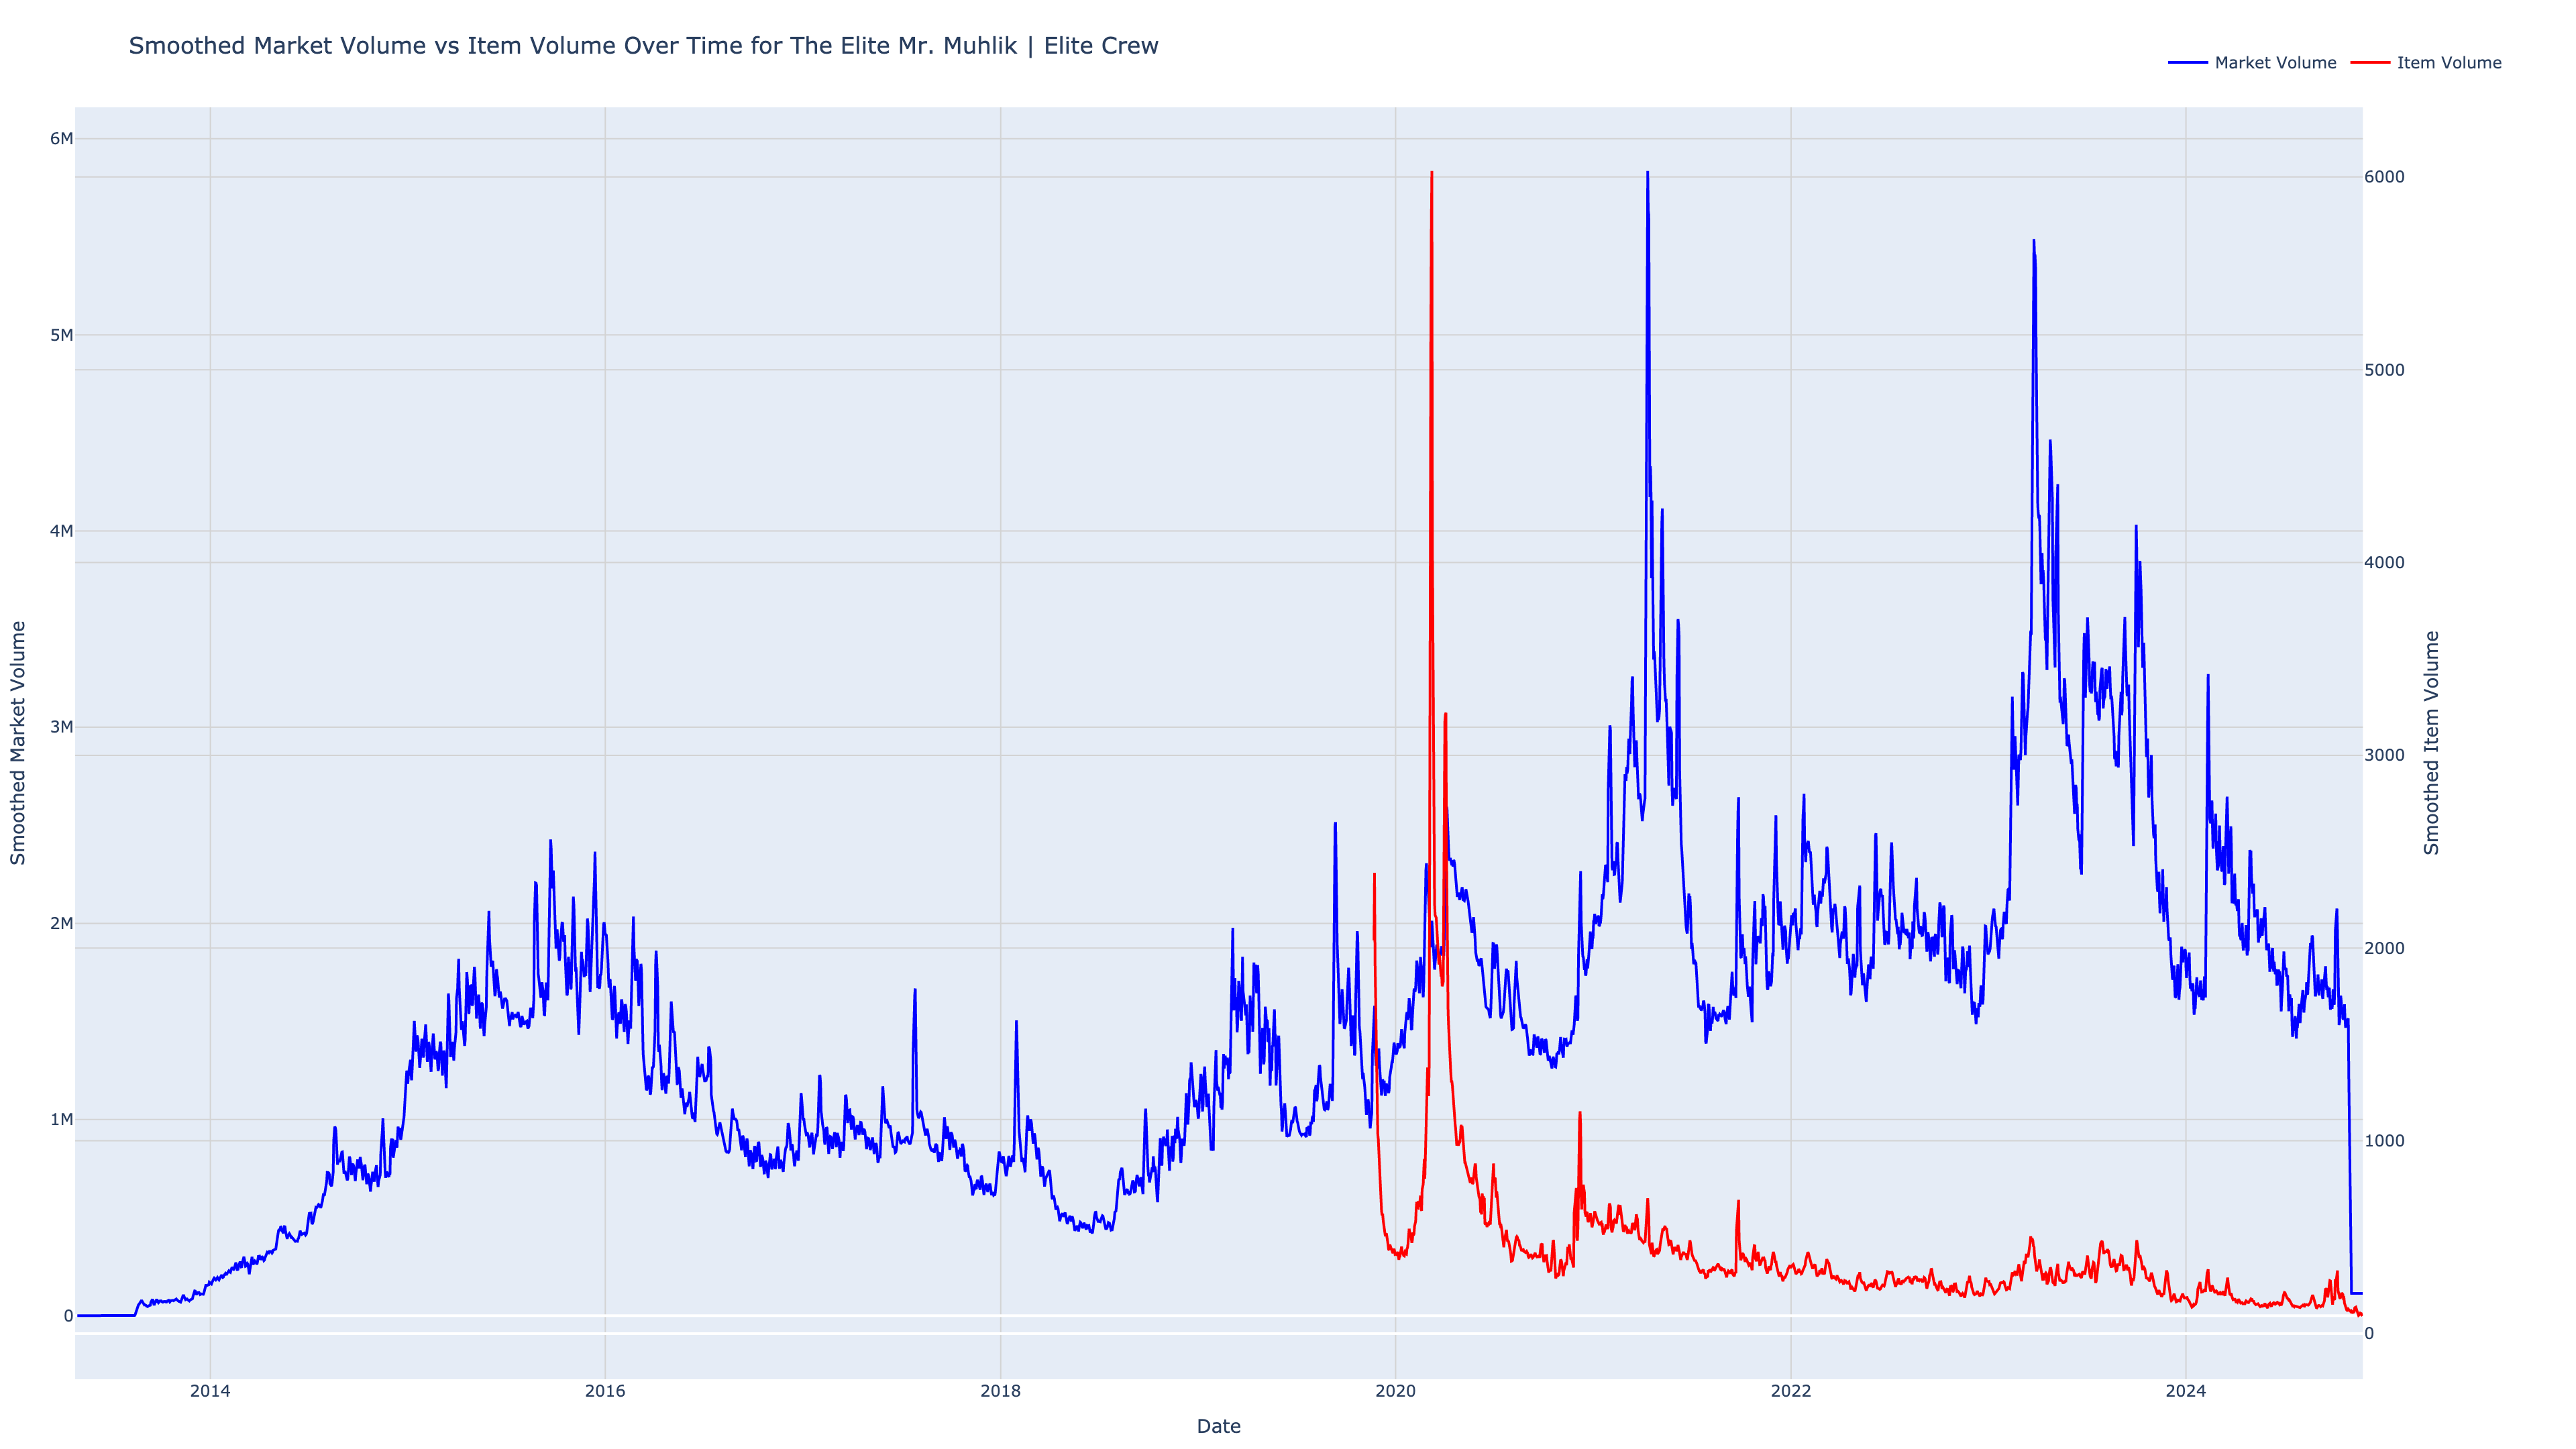 Smoothed Market Volume vs Item Volume Over Time for The Elite Mr. Muhlik | Elite Crew
Market Volume
Item Volume
6M
5M
4M
3M
2M
1M
0
6000
5000
4000
3000
2000
1000
0
Smoothed Market Volume
Smoothed Item Volume
2014
2016
2018
2020
2022
2024
Date